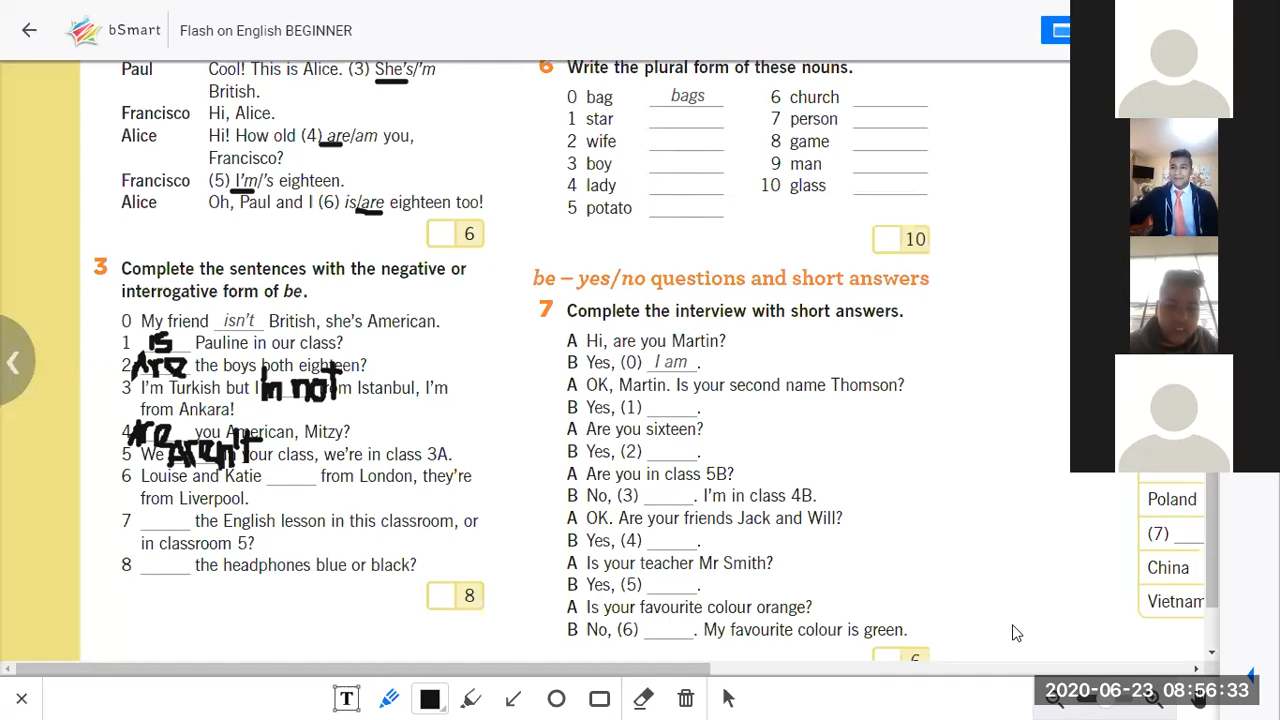 bSmart
Flash on English BEGINNER
Paul Cool! This is Alice. (3) She's/'m
British.
Francisco Hi, Alice.
Alice Hi! How old (4) are/am you,
Francisco?
Francisco (5) I'm/'s eighteen.
Alice Oh, Paul and I (6) is/are eighteen too!
6
3 Complete the sentences with the negative or
interrogative form of be.
0 My friend isn't British, she's American.
1 is Pauline in our class?
2 Are the boys both eighteen?
3 I'm Turkish but I'm not from Istanbul, I'm
from Ankara!
4 Are you American, Mitzy?
5 We Aren't in your class, we're in class 3A.
6 Louise and Katie ______ from London, they're
from Liverpool.
7 ______ the English lesson in this classroom, or
in classroom 5?
8 ______ the headphones blue or black?
8
6 Write the plural form of these nouns.
0 bag bags 6 church ______
1 star ______ 7 person ______
2 wife ______ 8 game ______
3 boy ______ 9 man ______
4 lady ______ 10 glass ______
5 potato ______
10
be – yes/no questions and short answers
7 Complete the interview with short answers.
A Hi, are you Martin?
B Yes, (0) I am.
A OK, Martin. Is your second name Thomson?
B Yes, (1) ______.
A Are you sixteen?
B Yes, (2) ______.
A Are you in class 5B?
B No, (3) ______. I'm in class 4B.
A OK. Are your friends Jack and Will?
B Yes, (4) ______.
A Is your teacher Mr Smith?
B Yes, (5) ______.
A Is your favourite colour orange?
B No, (6) ______. My favourite colour is green.
6
Poland
(7) ___
China
Vietnam
T
2020-06-23 08:56:33